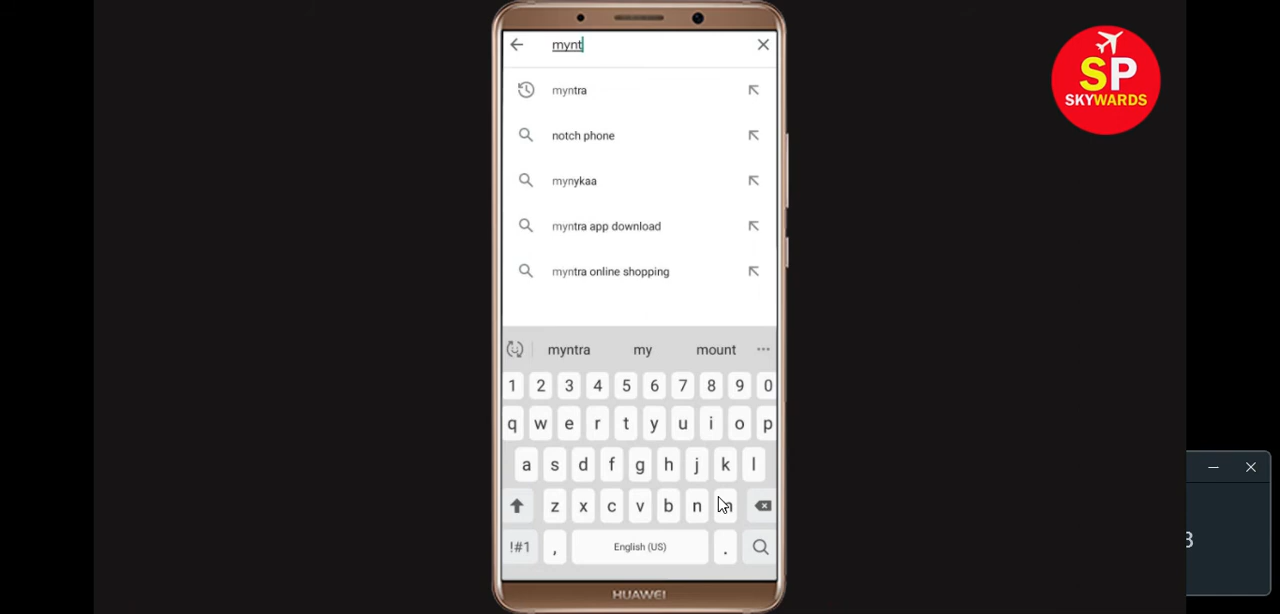 mynt
myntra
notch phone
mynykaa
myntra app download
myntra online shopping
myntra my mount
1 2 3 4 5 6 7 8 9 0
q w e r t y u i o p
a s d f g h j k l
z x c v b n m
!#1 , English (US) .
HUAWEI
SP
SKYWARDS
3